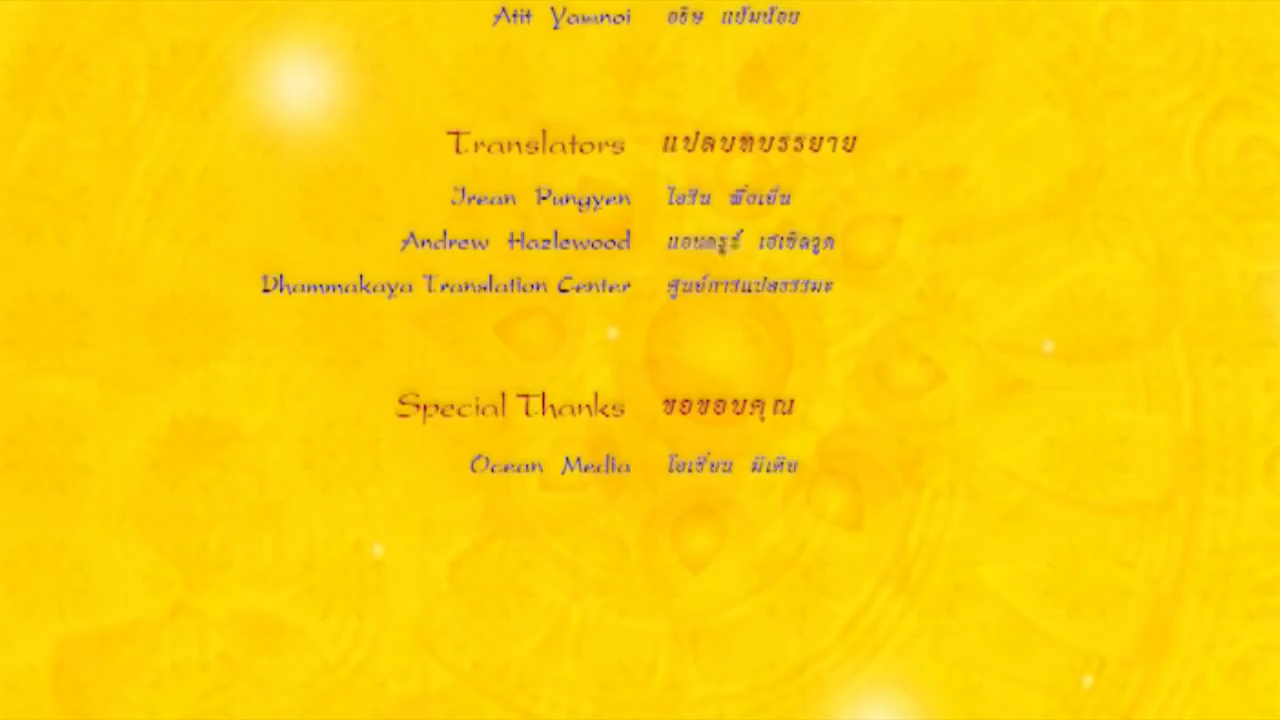 Atit Yamnoi อธิษ แย้มน้อย
Translators แปลบทบรรยาย
Irean Pungyen ไอรีน พึ่งเย็น
Andrew Hazlewood แอนดรูว์ เฮเซิลวูด
Dhammakaya Translation Center ศูนย์การแปลธรรมะ
Special Thanks ขอขอบคุณ
Ocean Media โอเชี่ยน มีเดีย